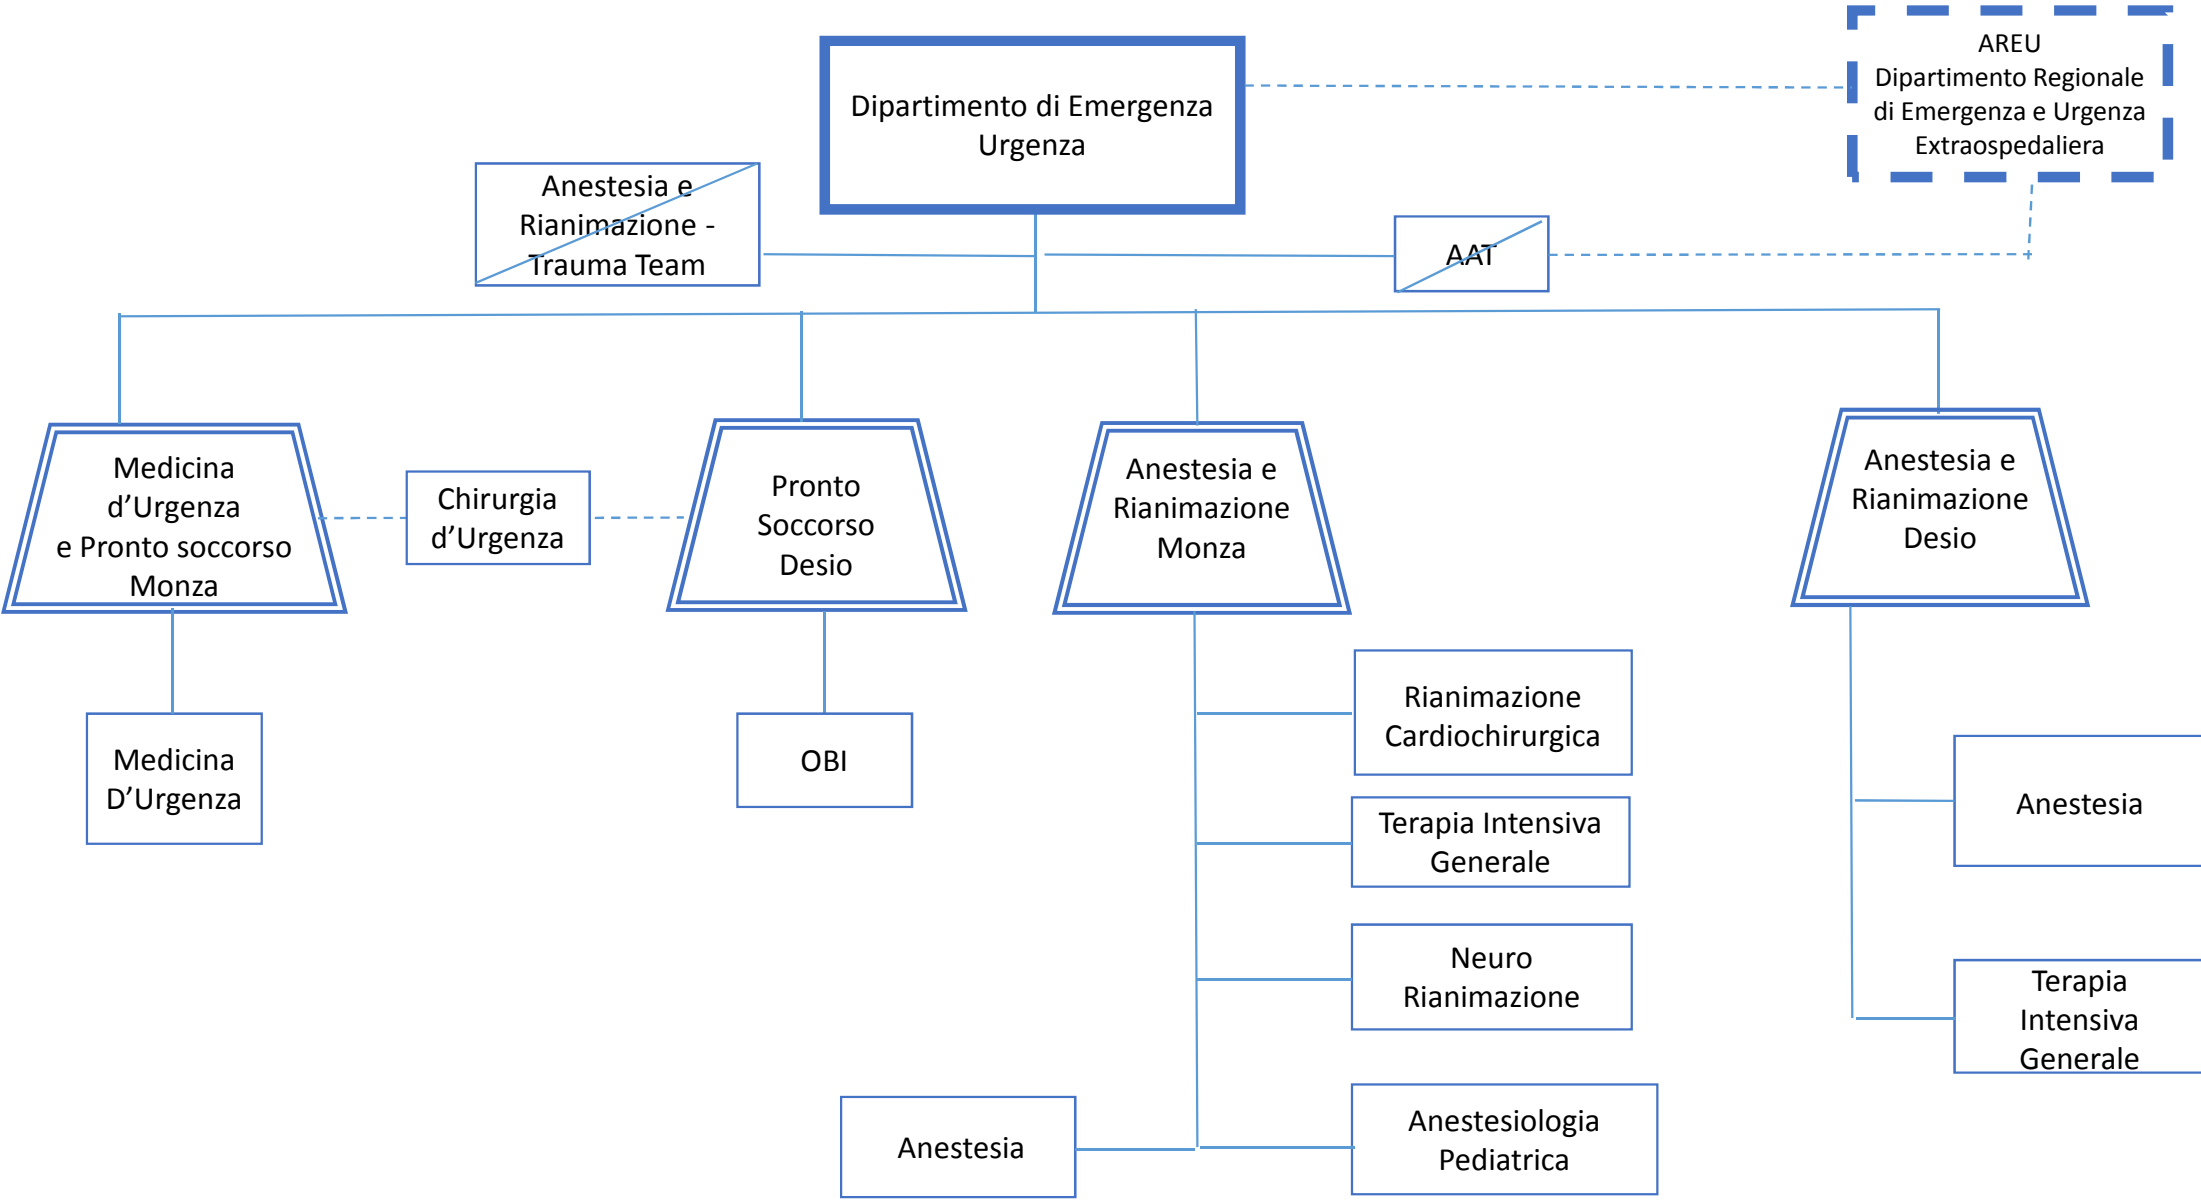 AREU
Dipartimento Regionale
di Emergenza e Urgenza
Extraospedaliera
Dipartimento di Emergenza
Urgenza
Anestesia e
Rianimazione -
Trauma Team
AAT
Medicina
d’Urgenza
e Pronto soccorso
Monza
Chirurgia
d’Urgenza
Pronto
Soccorso
Desio
Anestesia e
Rianimazione
Monza
Anestesia e
Rianimazione
Desio
Medicina
D’Urgenza
OBI
Rianimazione
Cardiochirurgica
Terapia Intensiva
Generale
Neuro
Rianimazione
Anestesia
Anestesiologia
Pediatrica
Anestesia
Terapia
Intensiva
Generale